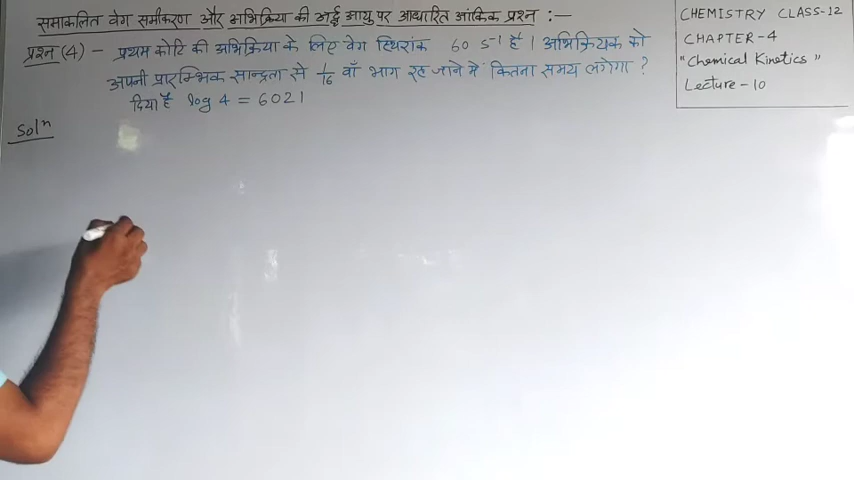 समाकलित वेग समीकरण और अभिक्रिया की अर्द्ध आयु पर आधारित आंकिक प्रश्न :—
प्रश्न (4) – प्रथम कोटि की अभिक्रिया के लिए वेग स्थिरांक 60 s⁻¹ है। अभिक्रियक को
अपनी प्रारम्भिक सान्द्रता से 1/16 वाँ भाग रह जाने में कितना समय लगेगा ?
दिया है log 4 = 6021
Solⁿ
CHEMISTRY CLASS-12
CHAPTER-4
"Chemical Kinetics"
Lecture-10